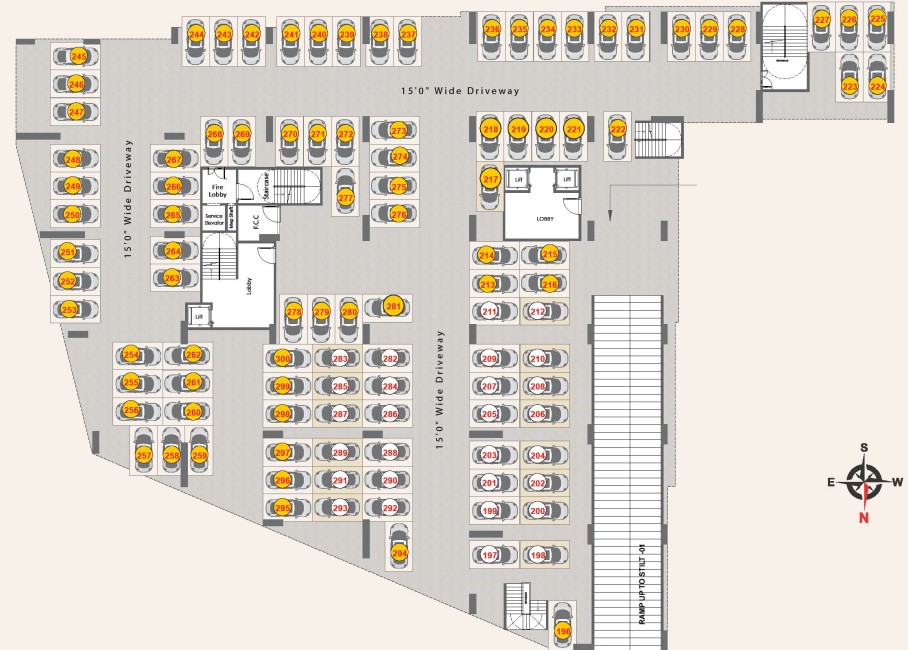 244 243 242 241 240 239 238 237 236 235 234 233 232 231 230 229 228 227 226 225
245
246
223 224
15'0" Wide Driveway
247
268 269 270 271 272 273 218 219 220 221 222
15'0" Wide Driveway
248 267 274
249 266 Fire Lobby Staircase 277 275 217 Lift Lift
250 265 Service Elevator Mep Shaft F.C.C 276 LOBBY
251 264 214 215
252 263 Lobby 213 216
253 Lift 278 279 280 281 211 212
15'0" Wide Driveway
254 262 300 283 282 209 210
255 261 299 285 284 207 208
256 260 298 287 286 205 206
257 258 259 297 289 288 203 204
296 291 290 201 202
295 293 292 199 200
294 197 198
RAMP UP TO STILT -01
196
S
E W
N